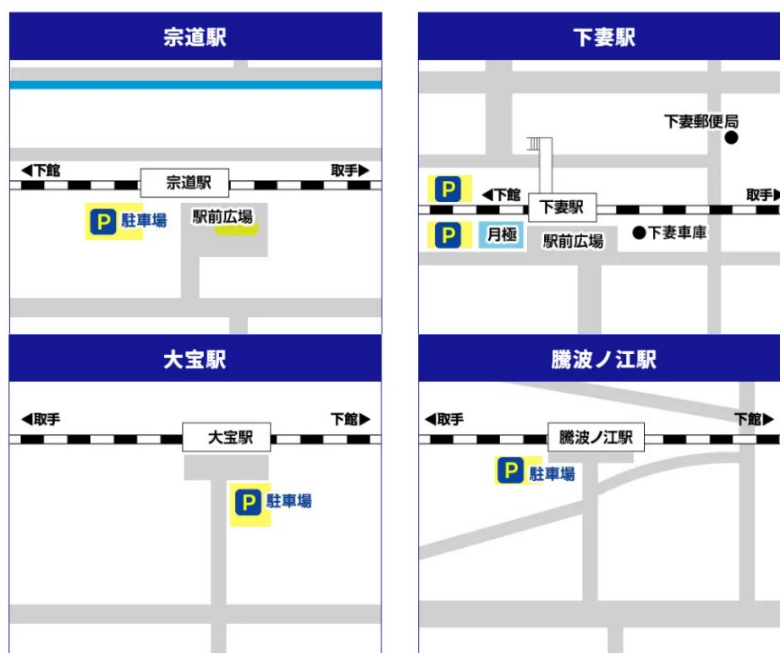 宗道駅
◀下館
取手▶
宗道駅
P 駐車場
駅前広場
下妻駅
下妻郵便局
P
◀下館
取手▶
下妻駅
P
月極
駅前広場
下妻車庫
大宝駅
◀取手
下館▶
大宝駅
P 駐車場
騰波ノ江駅
◀取手
下館▶
騰波ノ江駅
P 駐車場